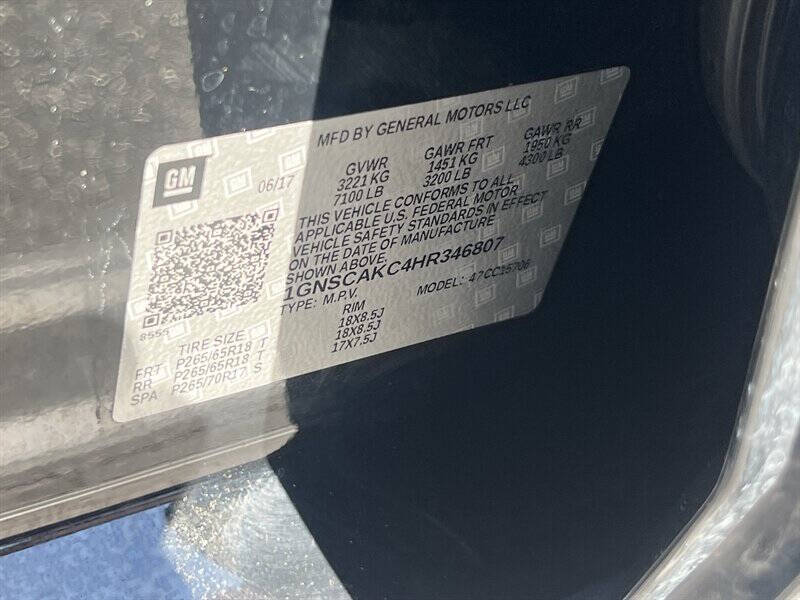 MFD BY GENERAL MOTORS LLC
GM
06/17
GVWR GAWR FRT GAWR RR
3221 KG 1451 KG 1950 KG
7100 LB 3200 LB 4300 LB
THIS VEHICLE CONFORMS TO ALL
APPLICABLE U.S. FEDERAL MOTOR
VEHICLE SAFETY STANDARDS IN EFFECT
ON THE DATE OF MANUFACTURE
SHOWN ABOVE.
1GNSCAKC4HR346807
TYPE: M.P.V. MODEL: 47CC15706
8555
TIRE SIZE RIM
FRT P265/65R18 T 18X8.5J
RR P265/65R18 T 18X8.5J
SPA P265/70R17 S 17X7.5J